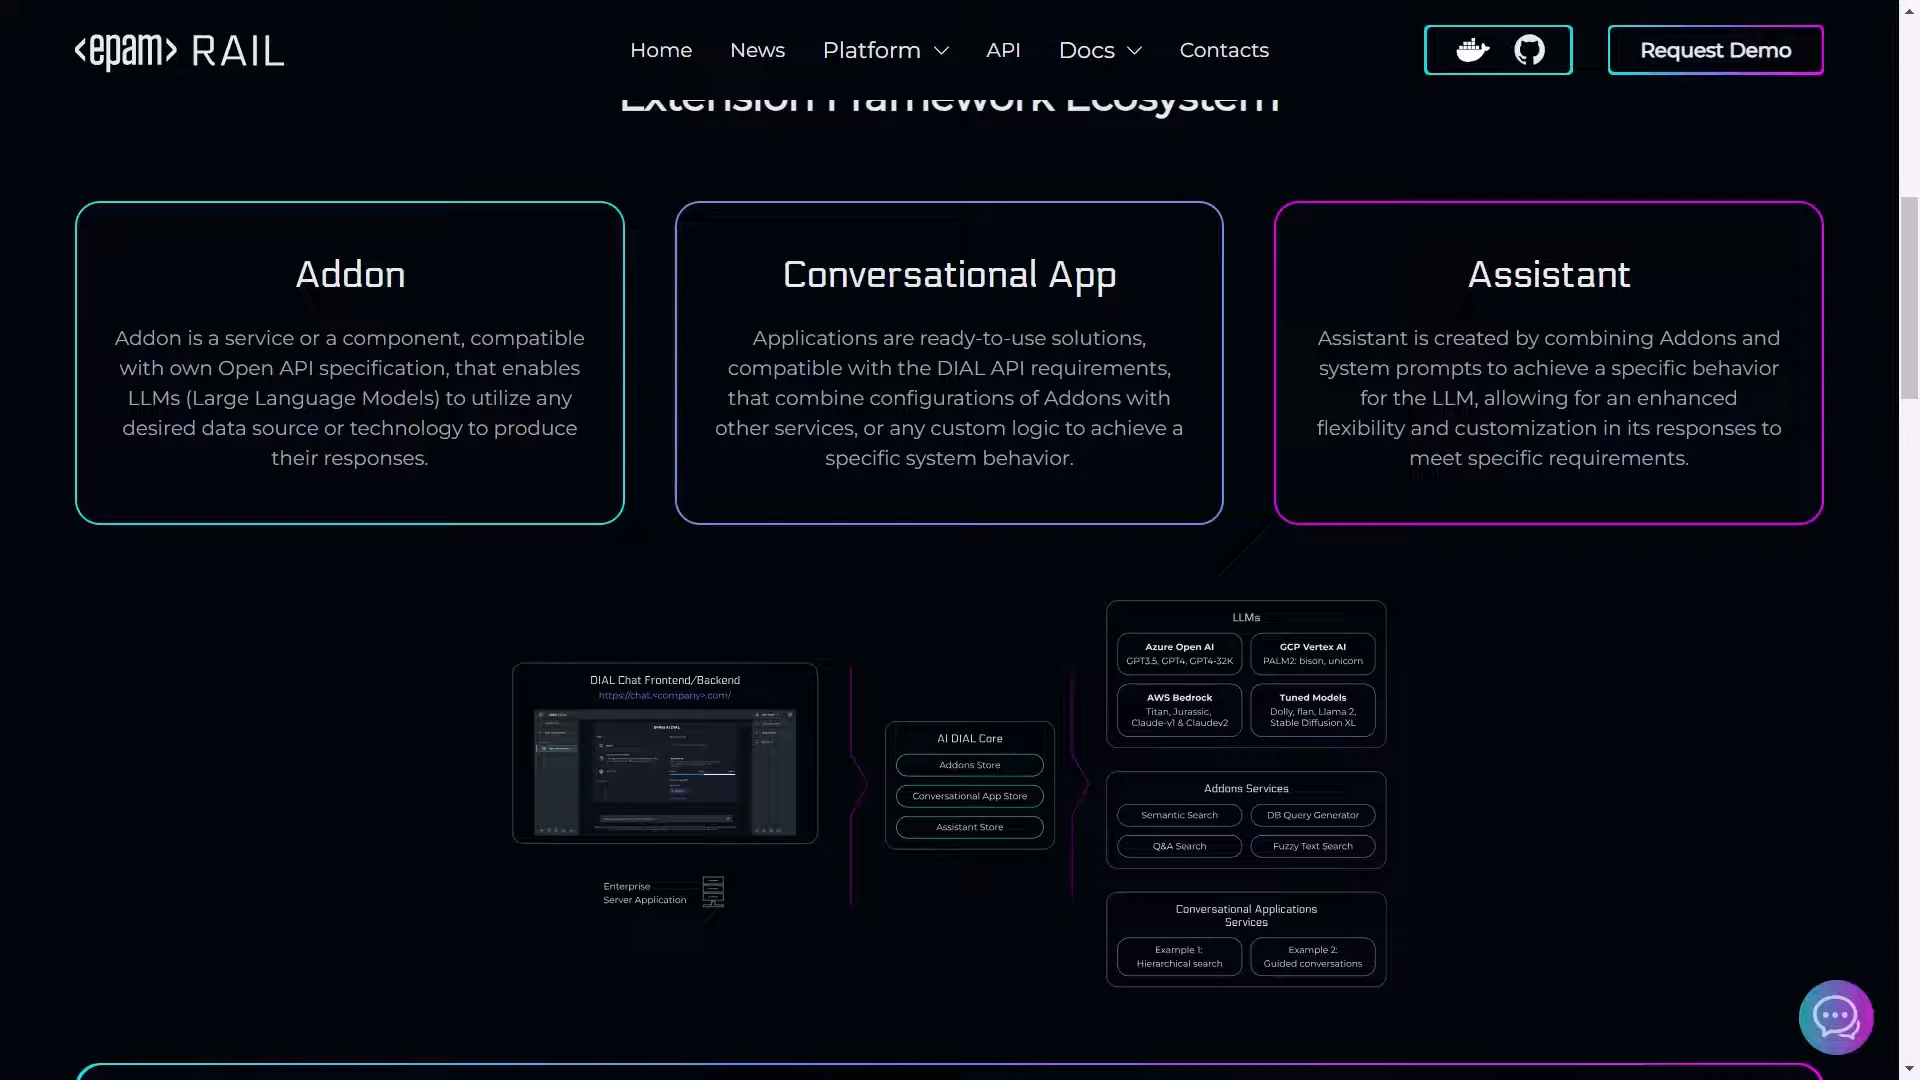 <epam> RAIL
Home
News
Platform
API
Docs
Contacts
Request Demo
Extension Framework Ecosystem
Addon
Addon is a service or a component, compatible
with own Open API specification, that enables
LLMs (Large Language Models) to utilize any
desired data source or technology to produce
their responses.
Conversational App
Applications are ready-to-use solutions,
compatible with the DIAL API requirements,
that combine configurations of Addons with
other services, or any custom logic to achieve a
specific system behavior.
Assistant
Assistant is created by combining Addons and
system prompts to achieve a specific behavior
for the LLM, allowing for an enhanced
flexibility and customization in its responses to
meet specific requirements.
DIAL Chat Frontend/Backend
https://chat.<company>.com/
Enterprise
Server Application
AI DIAL Core
Addons Store
Conversational App Store
Assistant Store
LLMs
Azure Open AI
GPT3.5, GPT4, GPT4-32K
GCP Vertex AI
PALM2: bison, unicorn
AWS Bedrock
Titan, Jurassic,
Claude-v1 & Claudev2
Tuned Models
Dolly, flan, Llama 2,
Stable Diffusion XL
Addons Services
Semantic Search
DB Query Generator
Q&A Search
Fuzzy Text Search
Conversational Applications
Services
Example 1:
Hierarchical search
Example 2:
Guided conversations